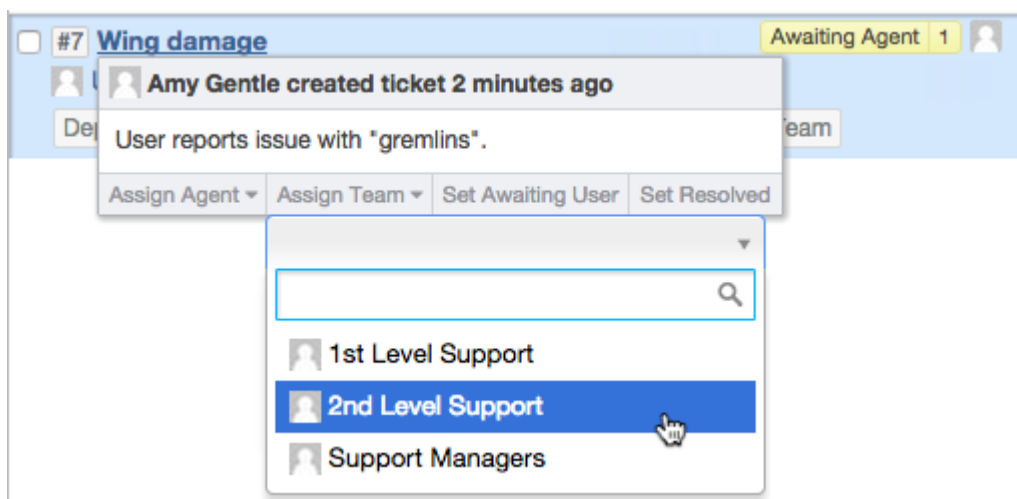 #7 Wing damage
Awaiting Agent 1
Amy Gentle created ticket 2 minutes ago
User reports issue with "gremlins".
Assign Agent Assign Team Set Awaiting User Set Resolved
1st Level Support
2nd Level Support
Support Managers